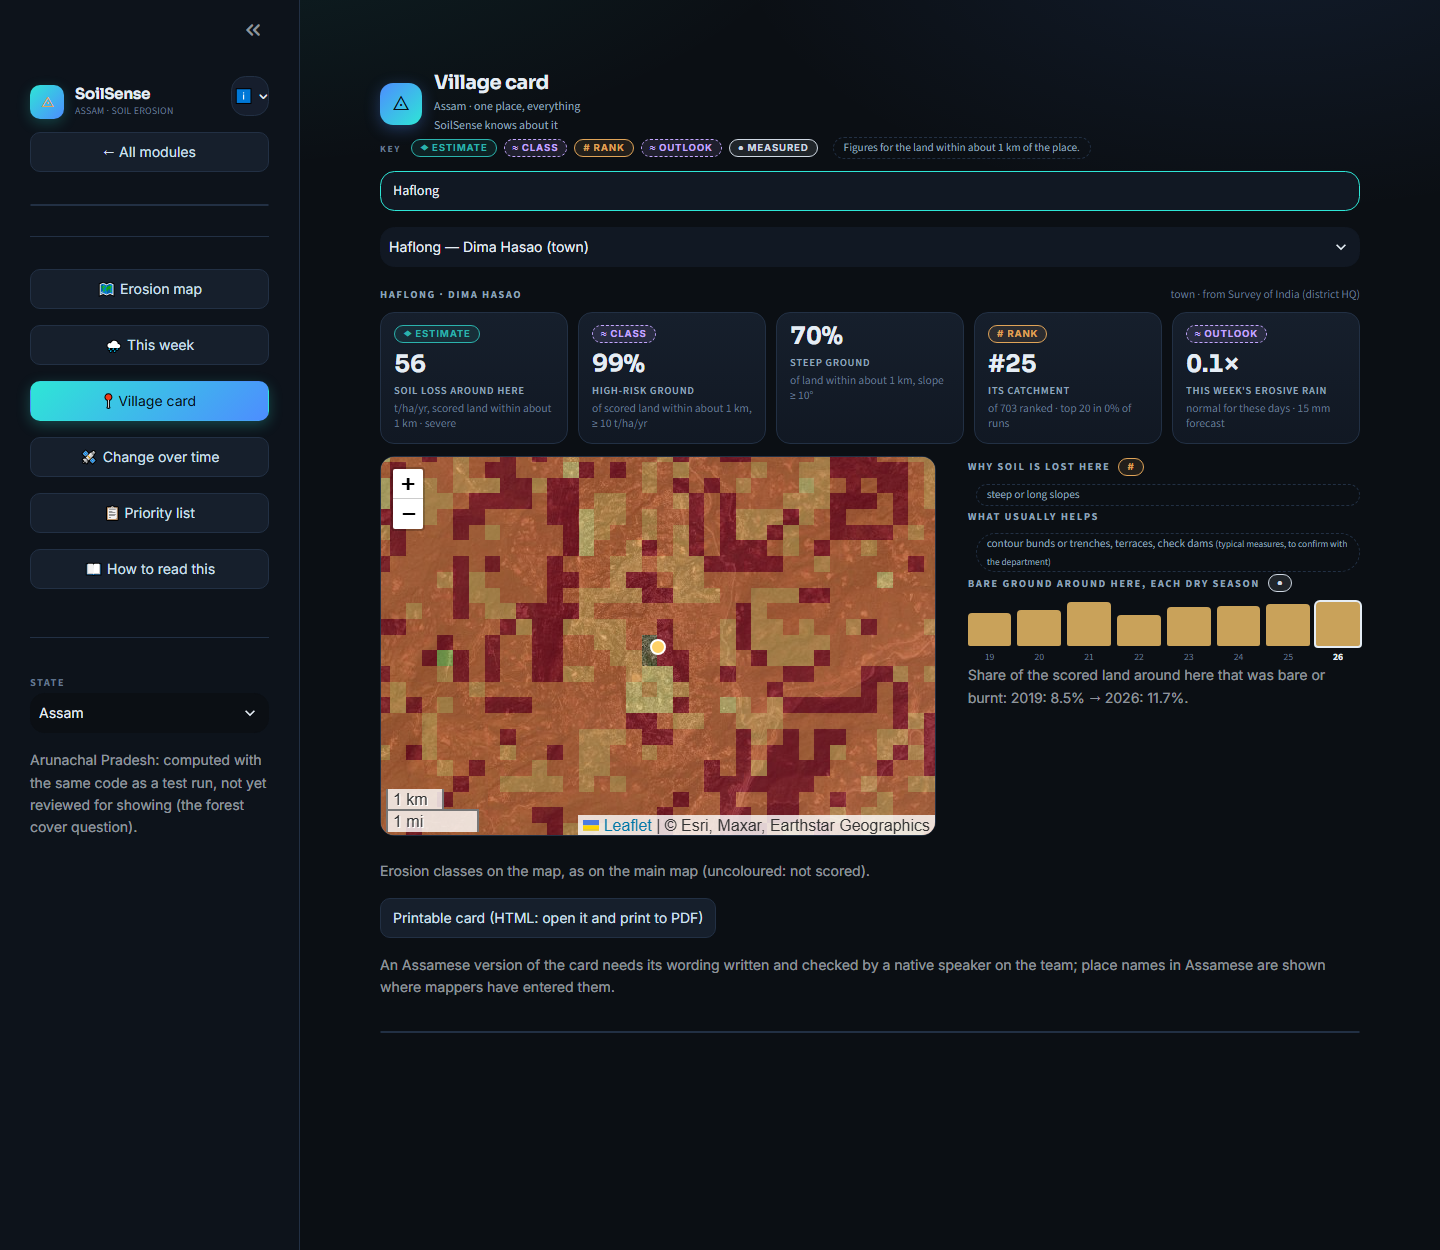 SoilSense
ASSAM · SOIL EROSION
← All modules
Erosion map
This week
Village card
Change over time
Priority list
How to read this
STATE
Assam
Arunachal Pradesh: computed with
the same code as a test run, not yet
reviewed for showing (the forest
cover question).
Village card
Assam · one place, everything
SoilSense knows about it
KEY ◆ ESTIMATE ≈ CLASS # RANK ≈ OUTLOOK ● MEASURED Figures for the land within about 1 km of the place.
Haflong
Haflong — Dima Hasao (town)
HAFLONG · DIMA HASAO
town · from Survey of India (district HQ)
◆ ESTIMATE
56
SOIL LOSS AROUND HERE
t/ha/yr, scored land within about
1 km · severe
≈ CLASS
99%
HIGH-RISK GROUND
of scored land within about 1 km,
≥ 10 t/ha/yr
70%
STEEP GROUND
of land within about 1 km, slope
≥ 10°
# RANK
#25
ITS CATCHMENT
of 703 ranked · top 20 in 0% of
runs
≈ OUTLOOK
0.1×
THIS WEEK'S EROSIVE RAIN
normal for these days · 15 mm
forecast
+
−
1 km
1 mi
Leaflet | © Esri, Maxar, Earthstar Geographics
WHY SOIL IS LOST HERE #
steep or long slopes
WHAT USUALLY HELPS
contour bunds or trenches, terraces, check dams (typical measures, to confirm with
the department)
BARE GROUND AROUND HERE, EACH DRY SEASON ●
19 20 21 22 23 24 25 26
Share of the scored land around here that was bare or
burnt: 2019: 8.5% → 2026: 11.7%.
Erosion classes on the map, as on the main map (uncoloured: not scored).
Printable card (HTML: open it and print to PDF)
An Assamese version of the card needs its wording written and checked by a native speaker on the team; place names in Assamese are shown
where mappers have entered them.